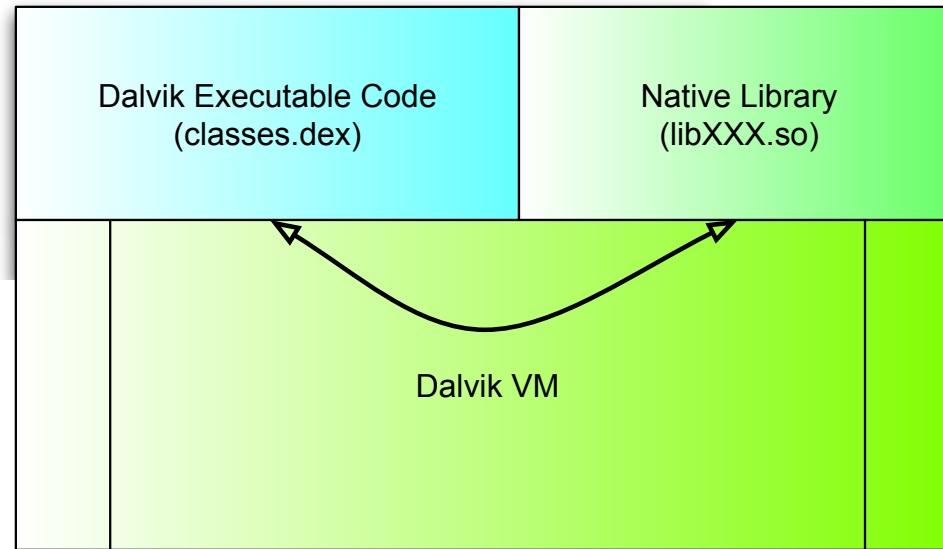 Dalvik Executable Code
(classes.dex)
Native Library
(libXXX.so)
Dalvik VM